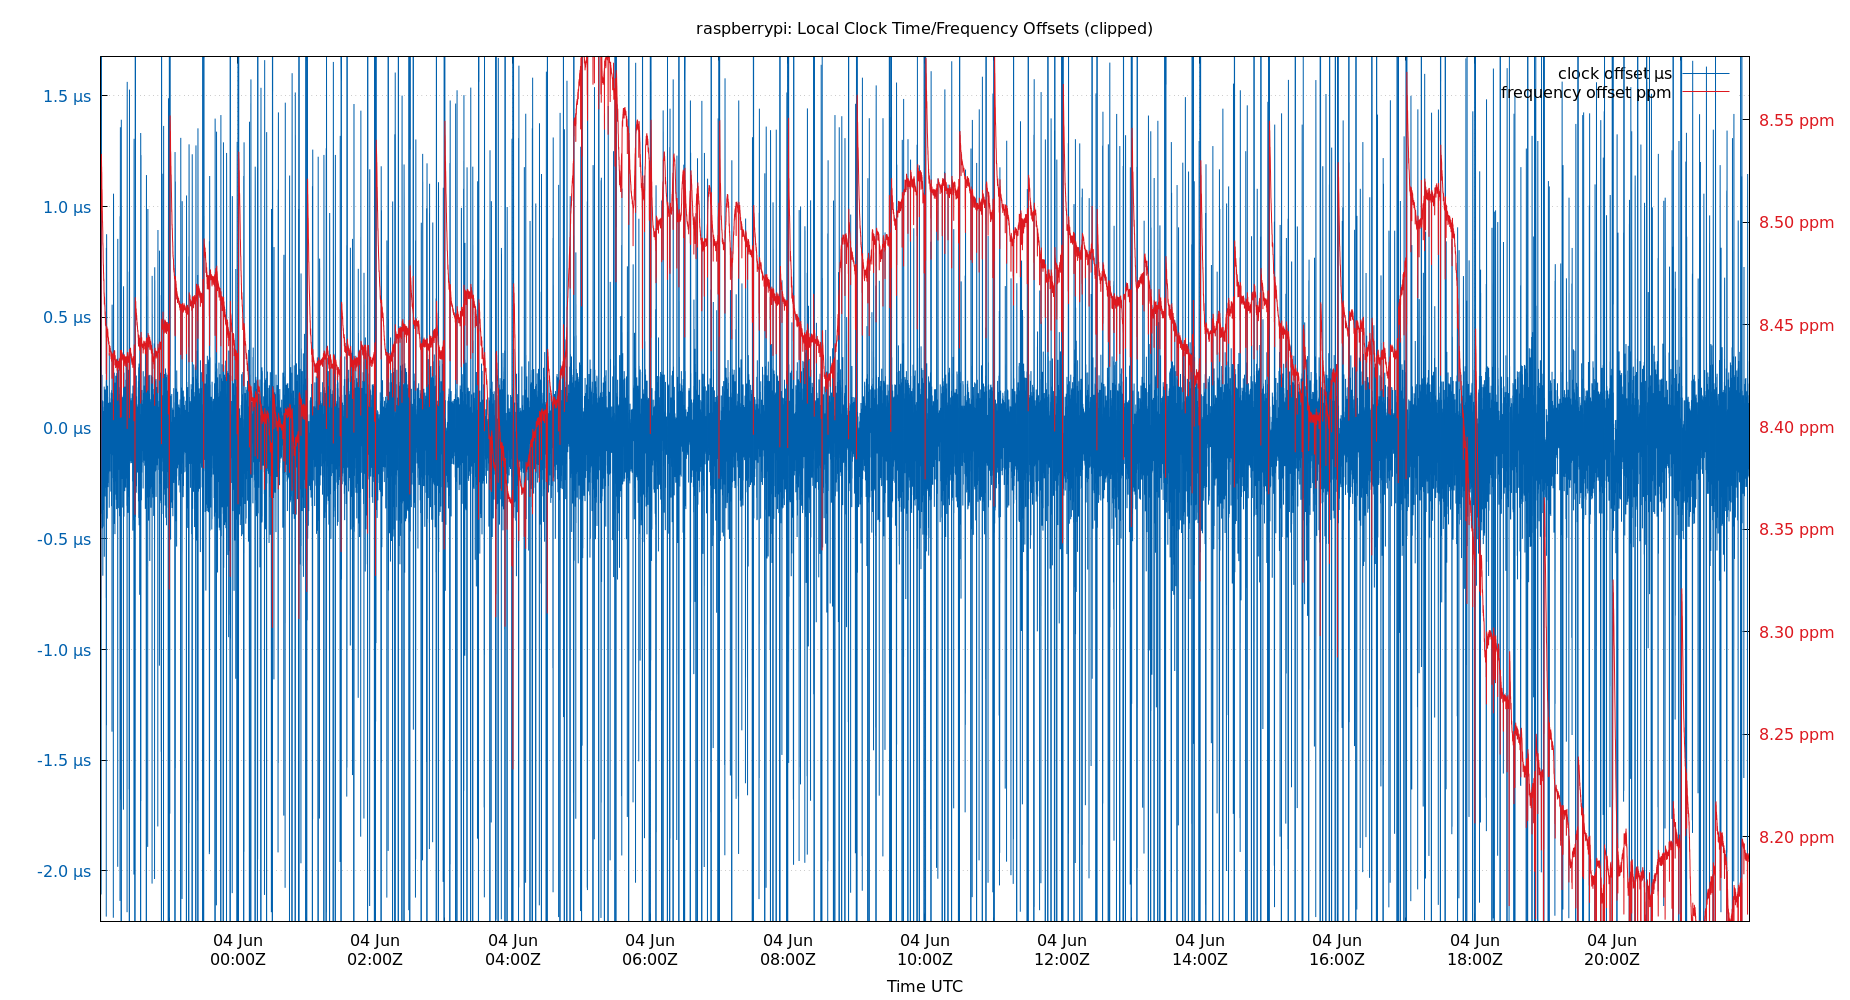 raspberrypi: Local Clock Time/Frequency Offsets (clipped)
clock offset µs
frequency offset ppm
1.5 µs
1.0 µs
0.5 µs
0.0 µs
-0.5 µs
-1.0 µs
-1.5 µs
-2.0 µs
8.55 ppm
8.50 ppm
8.45 ppm
8.40 ppm
8.35 ppm
8.30 ppm
8.25 ppm
8.20 ppm
04 Jun 04 Jun 04 Jun 04 Jun 04 Jun 04 Jun 04 Jun 04 Jun 04 Jun 04 Jun 04 Jun
00:00Z 02:00Z 04:00Z 06:00Z 08:00Z 10:00Z 12:00Z 14:00Z 16:00Z 18:00Z 20:00Z
Time UTC